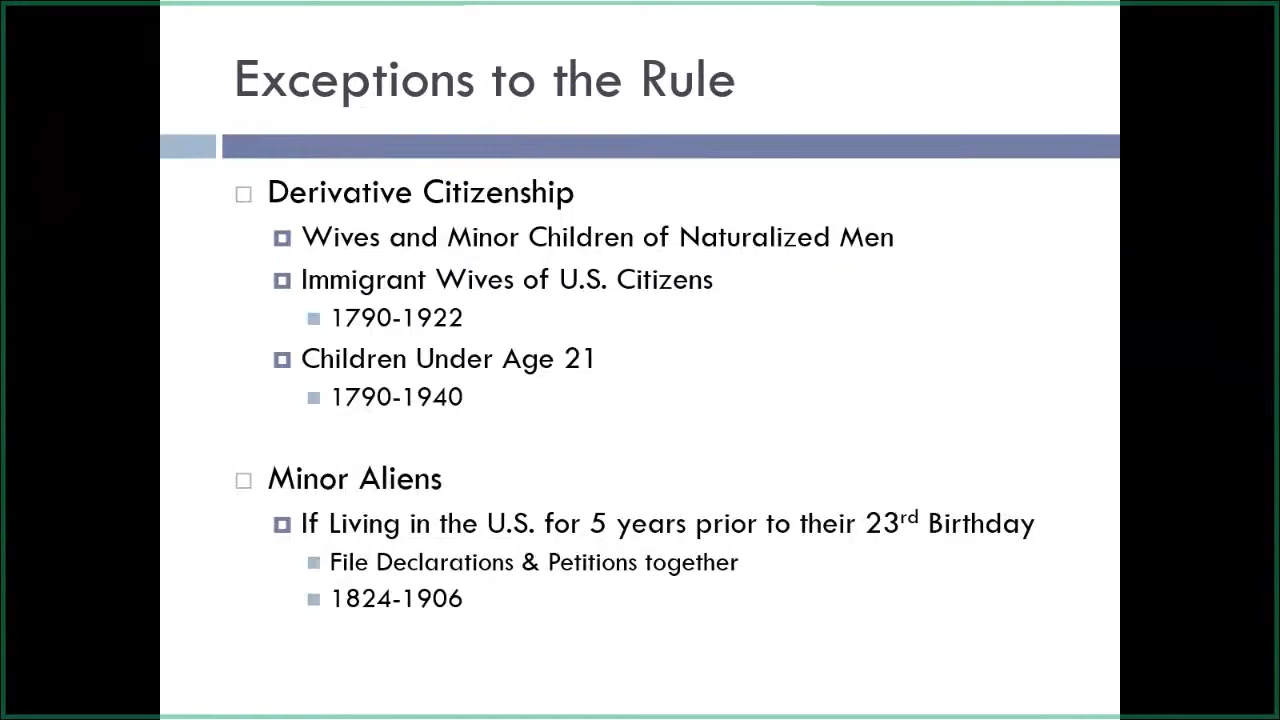 Exceptions to the Rule
Derivative Citizenship
Wives and Minor Children of Naturalized Men
Immigrant Wives of U.S. Citizens
1790-1922
Children Under Age 21
1790-1940
Minor Aliens
If Living in the U.S. for 5 years prior to their 23rd Birthday
File Declarations & Petitions together
1824-1906